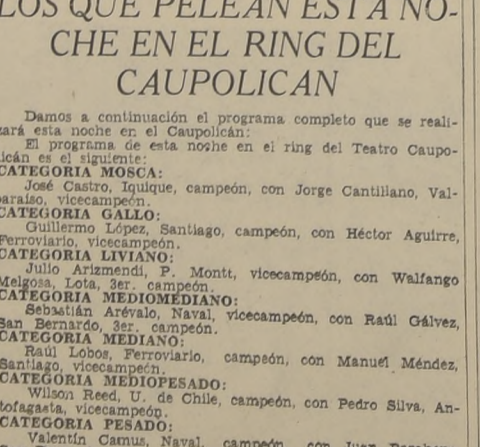 LOS QUE PELEAN ESTA NO-
CHE EN EL RING DEL
CAUPOLICAN
Damos a continuación el programa completo que se reali-
zará esta noche en el Caupolicán:
El programa de esta noche en el ring del Teatro Caupo-
licán es el siguiente:
CATEGORIA MOSCA:
José Castro, Iquique, campeón, con Jorge Cantillano, Val-
paraíso, vicecampeón.
CATEGORIA GALLO:
Guillermo López, Santiago, campeón, con Héctor Aguirre,
Ferroviario, vicecampeón.
CATEGORIA LIVIANO:
Julio Arizmendi, P. Montt, vicecampeón, con Walfango
Melgosa, Lota, 3er. campeón.
CATEGORIA MEDIOMEDIANO:
Sebastián Arévalo, Naval, vicecampeón, con Raúl Gálvez,
San Bernardo, 3er. campeón.
CATEGORIA MEDIANO:
Raúl Lobos, Ferroviario, campeón, con Manuel Méndez,
Santiago, vicecampeón.
CATEGORIA MEDIOPESADO:
Wilson Reed, U. de Chile, campeón, con Pedro Silva, An-
tofagasta, vicecampeón.
CATEGORIA PESADO:
Valentín Camus, Naval, campeón, con Juan